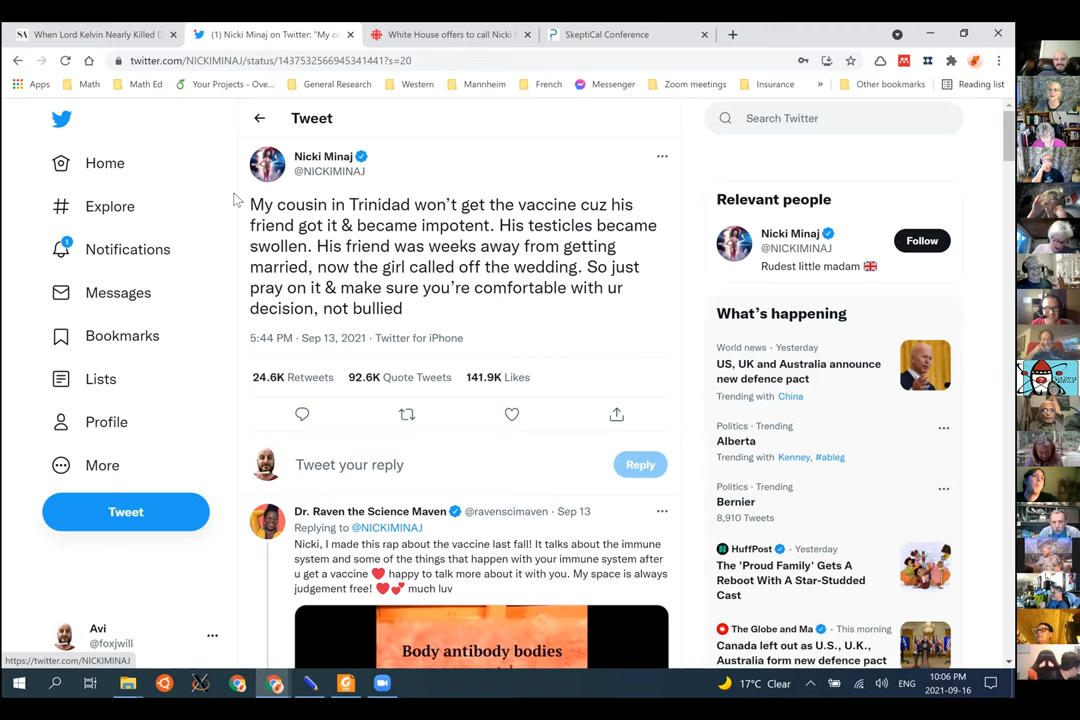 When Lord Kelvin Nearly Killed D
(1) Nicki Minaj on Twitter: "My co
White House offers to call Nicki
SkeptiCal Conference
twitter.com/NICKIMINAJ/status/1437532566945341441?s=20
Apps
Math
Math Ed
Your Projects - Ove...
General Research
Western
Mannheim
French
Messenger
Zoom meetings
Insurance
»
Other bookmarks
Reading list
Home
Explore
Notifications
Messages
Bookmarks
Lists
Profile
More
Tweet
Avi
@foxjwill
https://twitter.com/NICKIMINAJ
Tweet
Nicki Minaj
@NICKIMINAJ
My cousin in Trinidad won't get the vaccine cuz his
friend got it & became impotent. His testicles became
swollen. His friend was weeks away from getting
married, now the girl called off the wedding. So just
pray on it & make sure you're comfortable with ur
decision, not bullied
5:44 PM · Sep 13, 2021 · Twitter for iPhone
24.6K Retweets 92.6K Quote Tweets 141.9K Likes
Tweet your reply
Reply
Dr. Raven the Science Maven @ravenscimaven · Sep 13
Replying to @NICKIMINAJ
Nicki, I made this rap about the vaccine last fall! It talks about the immune
system and some of the things that happen with your immune system after
u get a vaccine ❤️ happy to talk more about it with you. My space is always
judgement free! ❤️💕 much luv
Body antibody bodies
Search Twitter
Relevant people
Nicki Minaj
@NICKIMINAJ
Follow
Rudest little madam 🇬🇧
What's happening
World news · Yesterday
US, UK and Australia announce
new defence pact
Trending with China
Politics · Trending
Alberta
Trending with Kenney, #ableg
Politics · Trending
Bernier
8,910 Tweets
HuffPost · Yesterday
The 'Proud Family' Gets A
Reboot With A Star-Studded
Cast
The Globe and Ma · This morning
Canada left out as U.S., U.K.,
Australia form new defence pact
17°C Clear
ENG
10:06 PM
2021-09-16